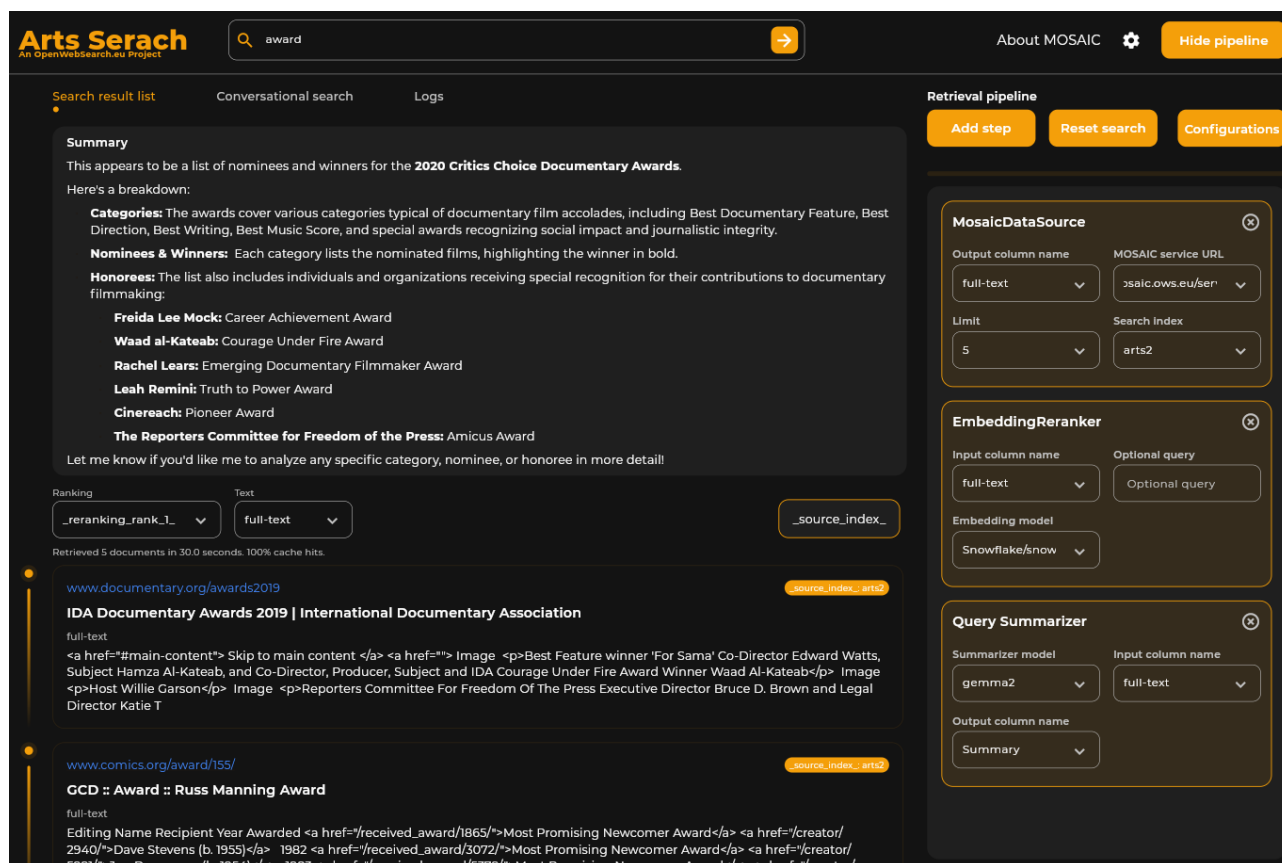 Arts Serach
An OpenWebSearch.eu Project
award
About MOSAIC
Hide pipeline
Search result list
Conversational search
Logs
Summary
This appears to be a list of nominees and winners for the 2020 Critics Choice Documentary Awards.
Here's a breakdown:
Categories: The awards cover various categories typical of documentary film accolades, including Best Documentary Feature, Best
Direction, Best Writing, Best Music Score, and special awards recognizing social impact and journalistic integrity.
Nominees & Winners: Each category lists the nominated films, highlighting the winner in bold.
Honorees: The list also includes individuals and organizations receiving special recognition for their contributions to documentary
filmmaking:
Freida Lee Mock: Career Achievement Award
Waad al-Kateab: Courage Under Fire Award
Rachel Lears: Emerging Documentary Filmmaker Award
Leah Remini: Truth to Power Award
Cinereach: Pioneer Award
The Reporters Committee for Freedom of the Press: Amicus Award
Let me know if you'd like me to analyze any specific category, nominee, or honoree in more detail!
Ranking
Text
_reranking_rank_1_
full-text
_source_index_
Retrieved 5 documents in 30.0 seconds. 100% cache hits.
www.documentary.org/awards2019
_source_index_: arts2
IDA Documentary Awards 2019 | International Documentary Association
full-text
<a href="#main-content"> Skip to main content </a> <a href=""> Image <p>Best Feature winner 'For Sama' Co-Director Edward Watts,
Subject Hamza Al-Kateab, and Co-Director, Producer, Subject and IDA Courage Under Fire Award Winner Waad Al-Kateab</p> Image
<p>Host Willie Garson</p> Image <p>Reporters Committee For Freedom Of The Press Executive Director Bruce D. Brown and Legal
Director Katie T
www.comics.org/award/155/
_source_index_: arts2
GCD :: Award :: Russ Manning Award
full-text
Editing Name Recipient Year Awarded <a href="/received_award/1865/">Most Promising Newcomer Award</a> <a href="/creator/
2940/">Dave Stevens (b. 1955)</a> 1982 <a href="/received_award/3072/">Most Promising Newcomer Award</a> <a href="/creator/
Retrieval pipeline
Add step
Reset search
Configurations
MosaicDataSource
Output column name
MOSAIC service URL
full-text
osaic.ows.eu/ser
Limit
Search index
5
arts2
EmbeddingReranker
Input column name
Optional query
full-text
Optional query
Embedding model
Snowflake/snow
Query Summarizer
Summarizer model
Input column name
gemma2
full-text
Output column name
Summary